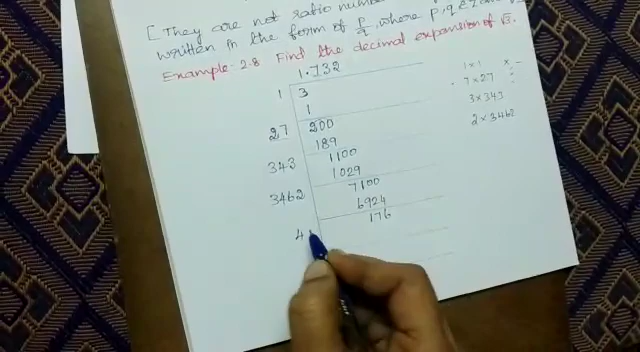 [They are not ratio number
written in the form of p/q, where p, q ∈ Z and
Example 2.8 Find the decimal expansion of √3.
1.732
1 3 1×1 × -
1 . 7×27 :
27 200 3×343
189 2×3462
343 1100
1029
3462 7100
6924
176
4